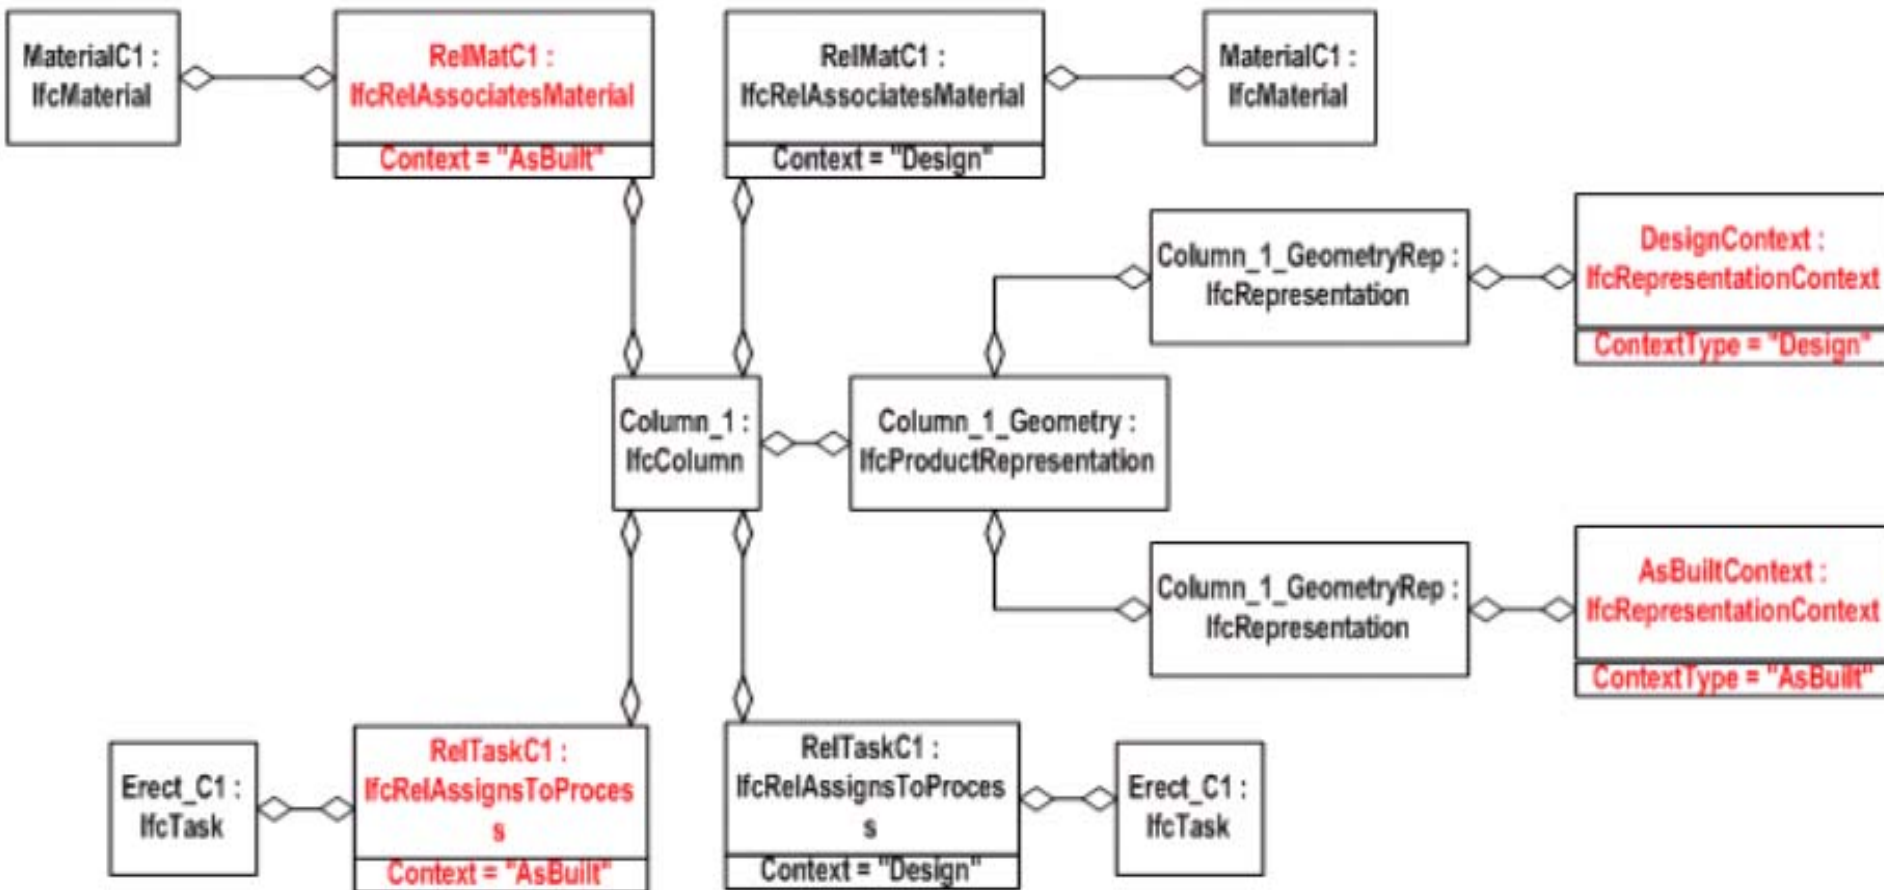 MaterialC1 :
IfcMaterial
RelMatC1 :
IfcRelAssociatesMaterial
Context = "AsBuilt"
RelMatC1 :
IfcRelAssociatesMaterial
Context = "Design"
MaterialC1 :
IfcMaterial
Column_1_GeometryRep :
IfcRepresentation
DesignContext :
IfcRepresentationContext
ContextType = "Design"
Column_1 :
IfcColumn
Column_1_Geometry :
IfcProductRepresentation
Column_1_GeometryRep :
IfcRepresentation
AsBuiltContext :
IfcRepresentationContext
ContextType = "AsBuilt"
Erect_C1 :
IfcTask
RelTaskC1 :
IfcRelAssignsToProces
s
Context = "AsBuilt"
RelTaskC1 :
IfcRelAssignsToProces
s
Context = "Design"
Erect_C1 :
IfcTask